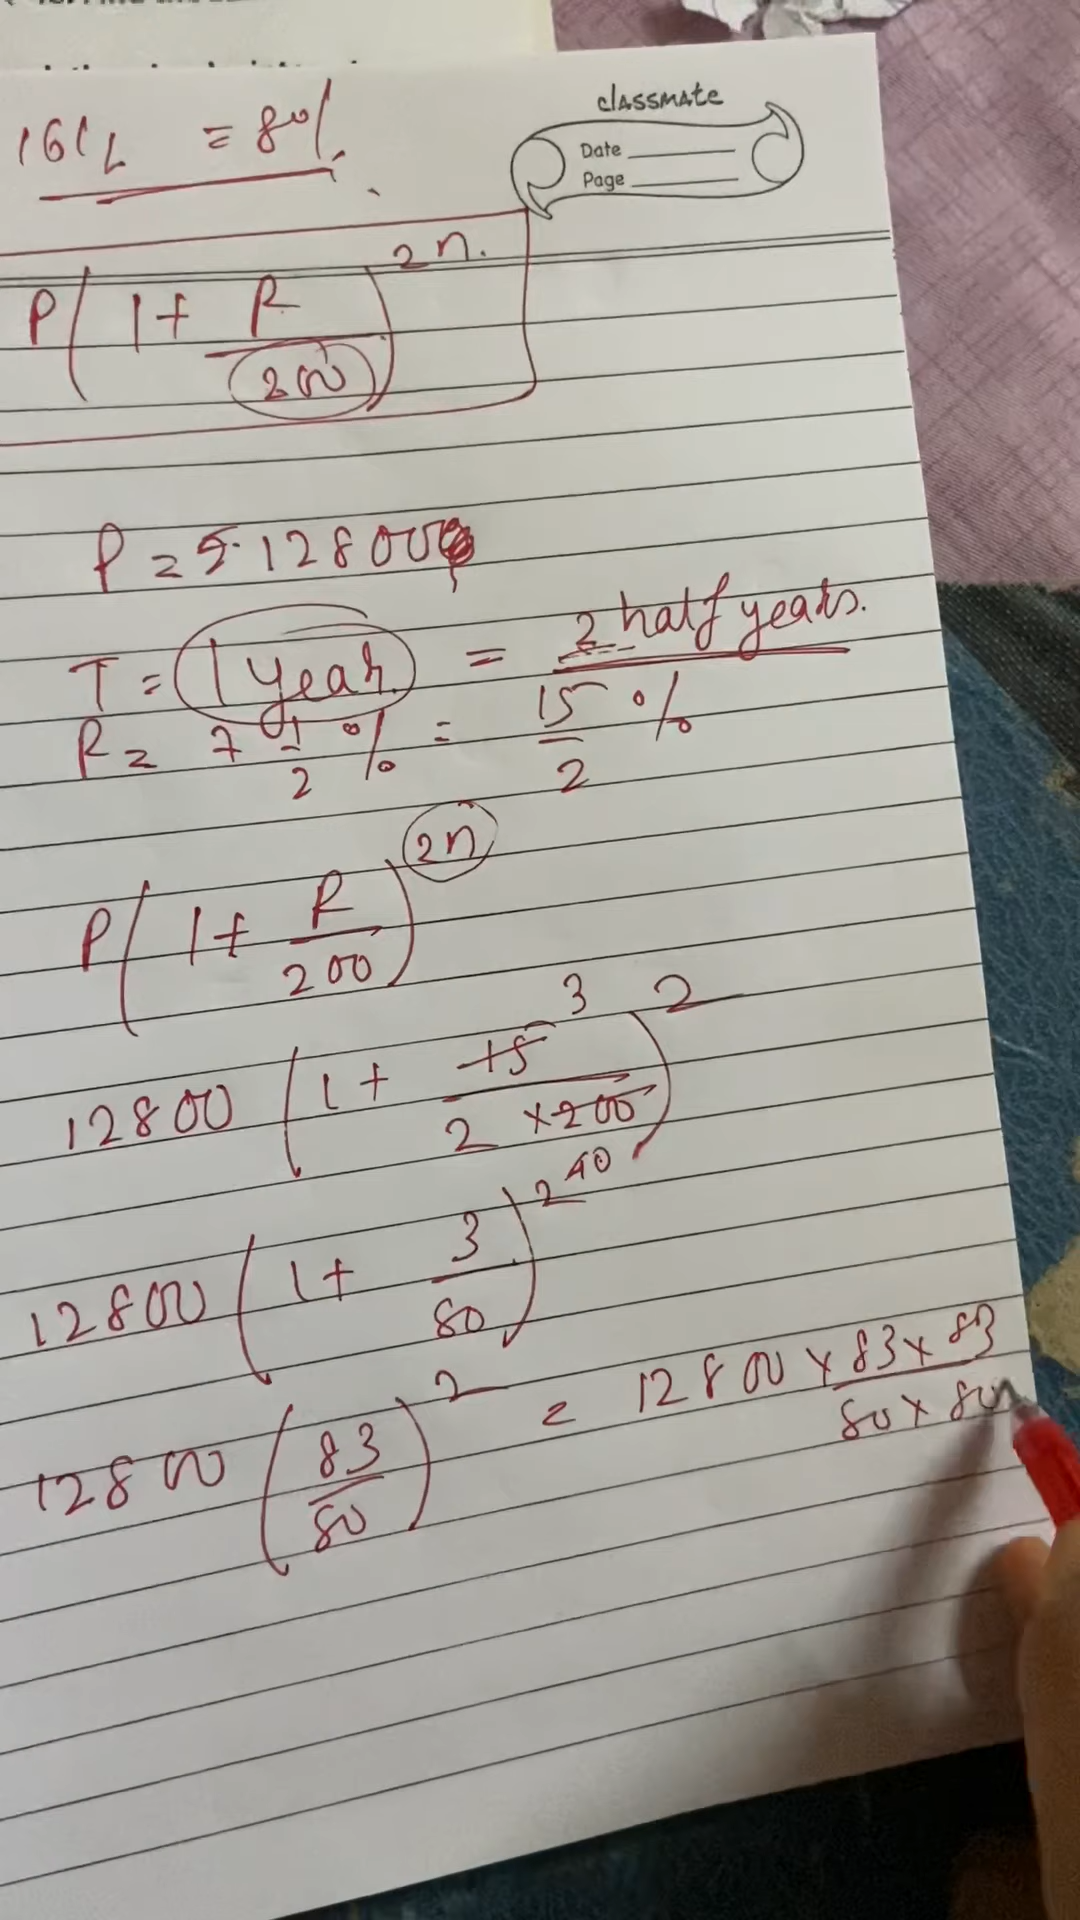 classmate
Date
Page
161L = 80%.
P(1+ R/200)^2n.
P = 12800
T = 1 year = 2 half years.
R = 7 1/2 % = 15/2 %
P(1+ R/200)^2n
12800 (1+ 15/2 ×200)^2 3 40
12800 (1+ 3/80)^2
12800 (83/80)^2 = 12800 × 83×83/80×80